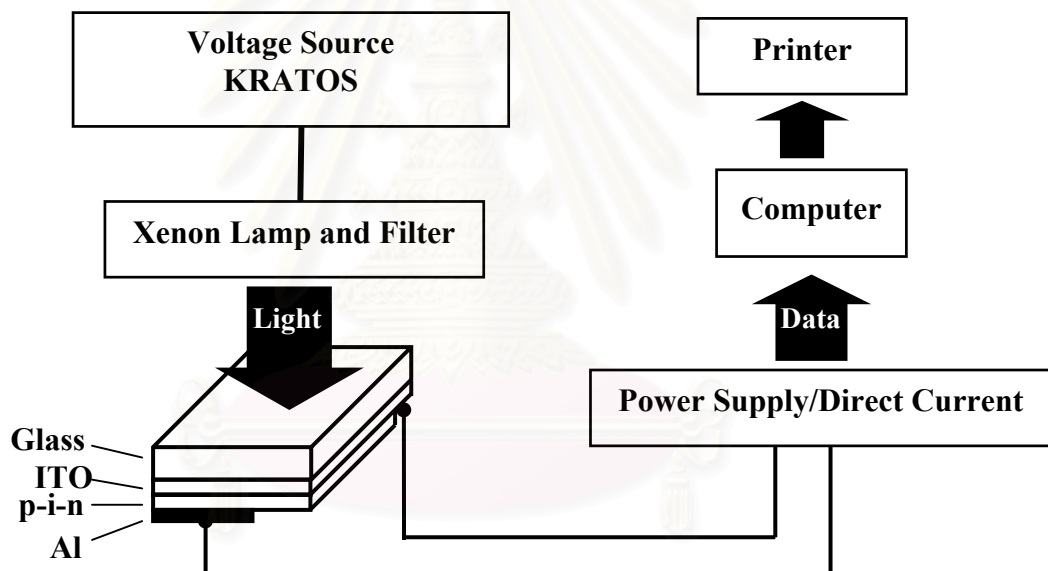 Voltage Source
KRATOS
Printer
Xenon Lamp and Filter
Computer
Light
Data
Power Supply/Direct Current
Glass
ITO
p-i-n
Al